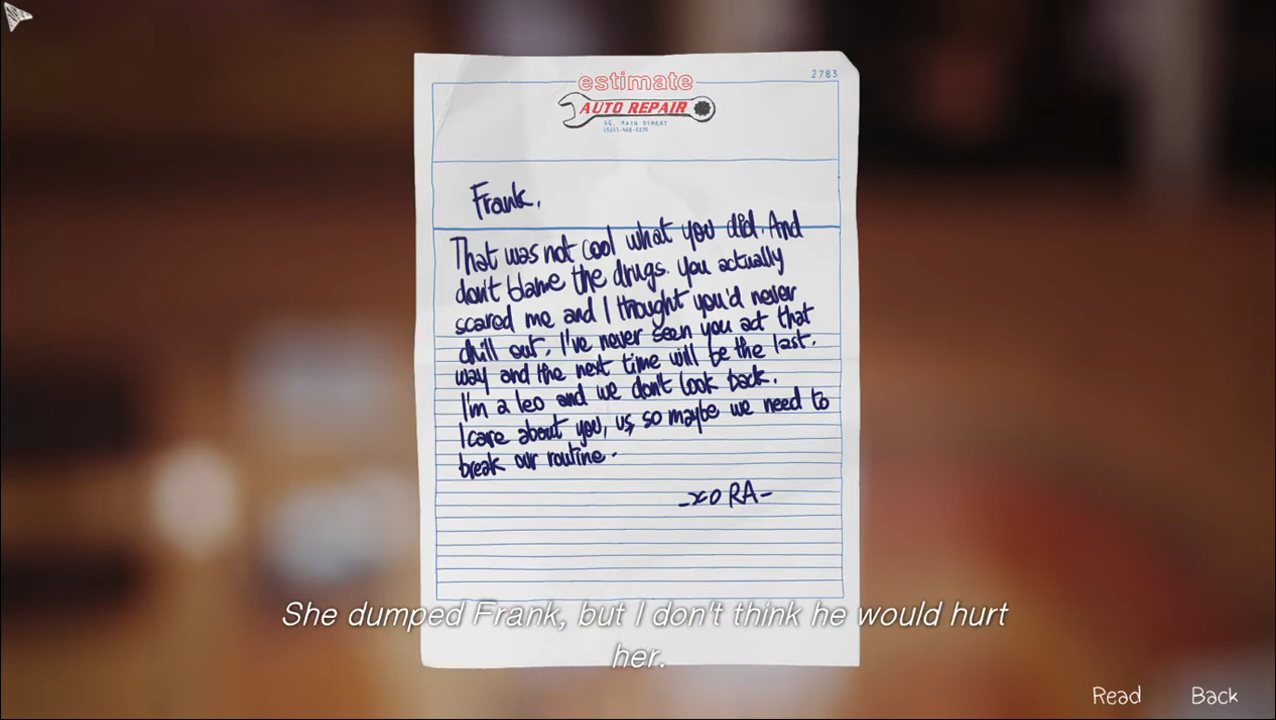 2783
estimate
AUTO REPAIR
Frank,
That was not cool what you did. And
don't blame the drugs. You actually
scared me and I thought you'd never
chill out. I've never seen you act that
way and the next time will be the last.
I'm a leo and we don't look back.
I care about you, us, so maybe we need to
break our routine.
-xo RA-
She dumped Frank, but I don't think he would hurt
her.
Read
Back